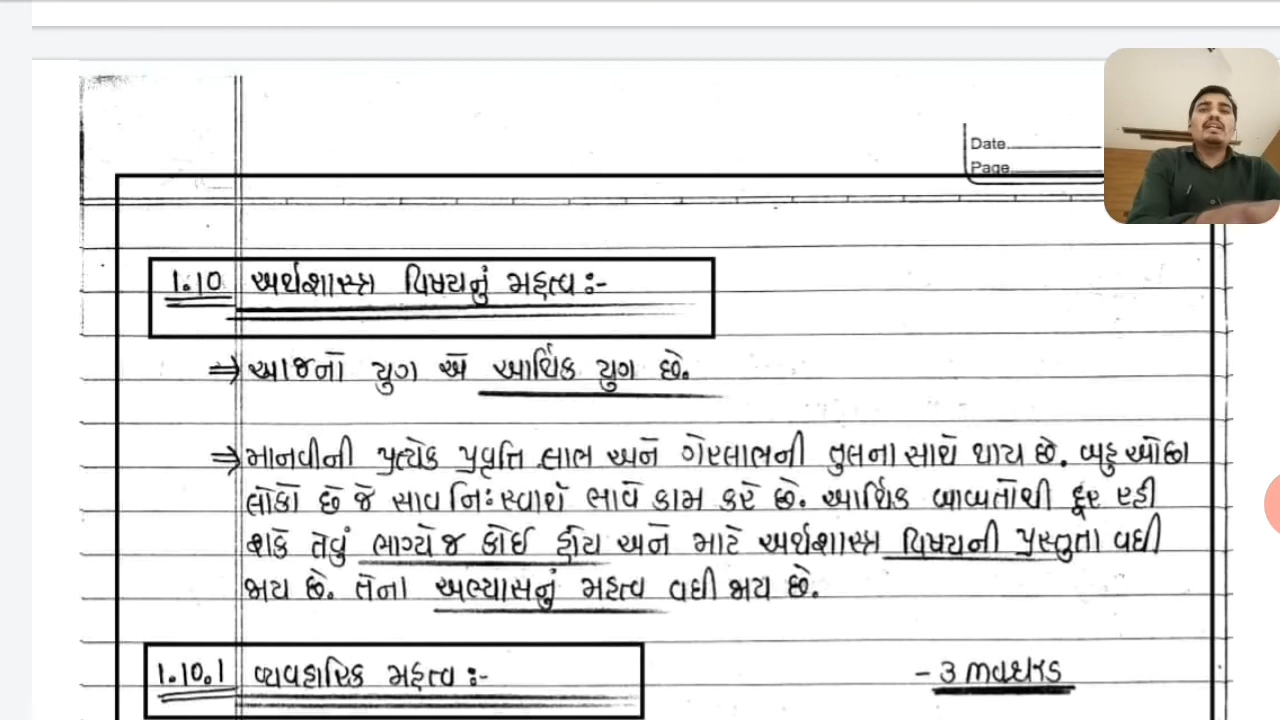 Date
Page
1.10 અર્થશાસ્ત્ર વિષયનું મહત્વ :-
⇒ આજનો યુગ એ આર્થિક યુગ છે.
⇒ માનવીની પ્રત્યેક પ્રવૃત્તિ લાભ અને ગેરલાભની તુલના સાથે થાય છે. બહુ ઓછા
લોકો છે જે સાવ નિઃસ્વાર્થે ભાવે કામ કરે છે. આર્થિક બાબતોથી દૂર રહી
શકે તેવું ભાગ્યે જ કોઈ હોય અને માટે અર્થશાસ્ત્ર વિષયની પ્રસ્તુતા વધી
જાય છે. તેના અભ્યાસનું મહત્વ વધી જાય છે.
1.10.1 વ્યવહારિક મહત્વ :-
- 3